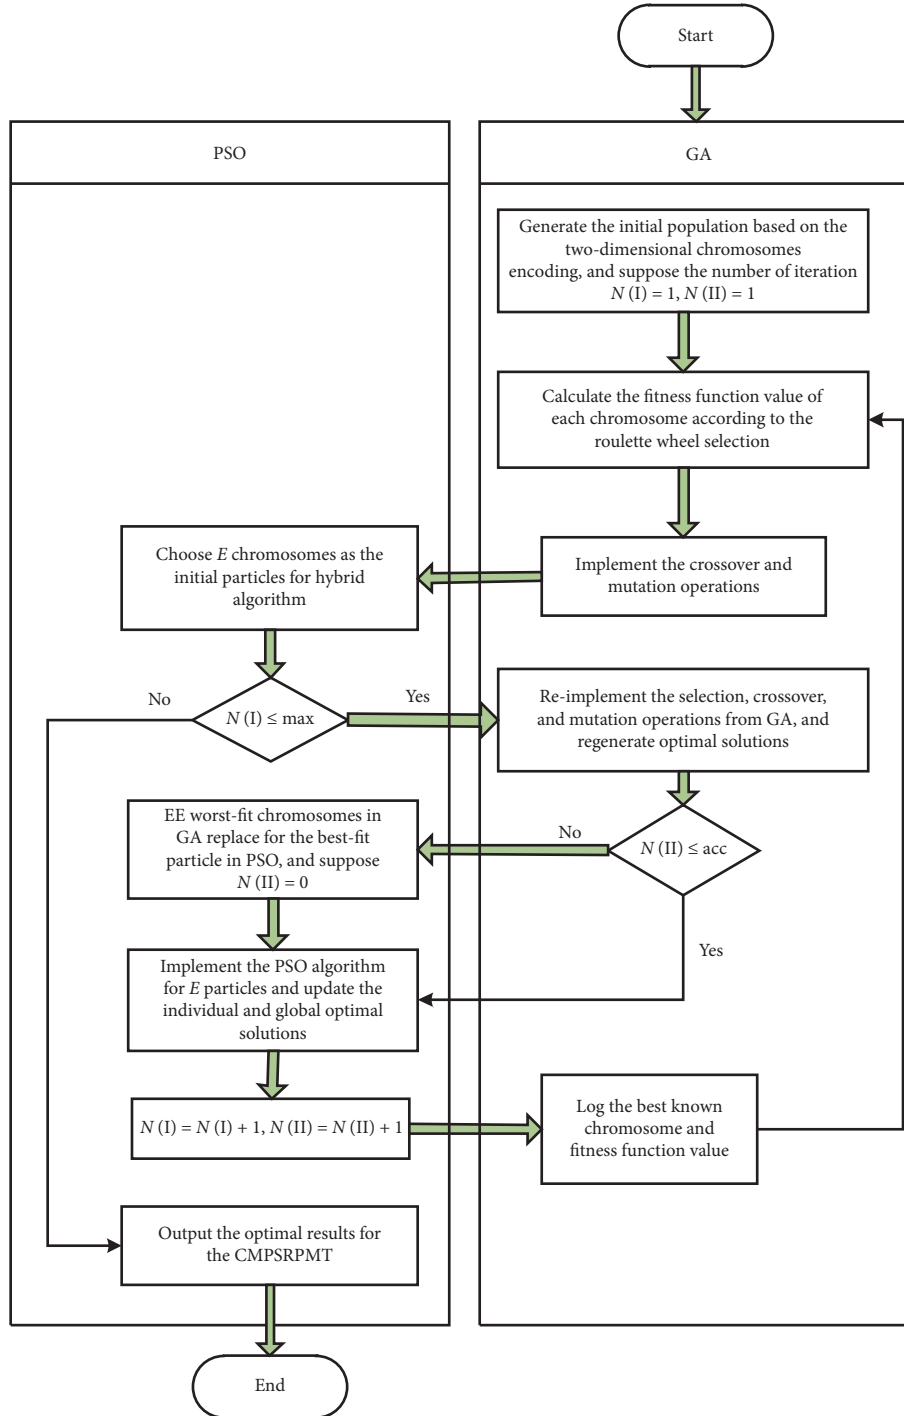 Start
PSO
GA
Generate the initial population based on the
two-dimensional chromosomes
encoding, and suppose the number of iteration
N (I) = 1, N (II) = 1
Calculate the fitness function value of
each chromosome according to the
roulette wheel selection
Implement the crossover and
mutation operations
Choose E chromosomes as the
initial particles for hybrid
algorithm
No
N (I) ≤ max
Yes
Re-implement the selection, crossover,
and mutation operations from GA, and
regenerate optimal solutions
N (II) ≤ acc
No
EE worst-fit chromosomes in
GA replace for the best-fit
particle in PSO, and suppose
N (II) = 0
Yes
Implement the PSO algorithm
for E particles and update the
individual and global optimal
solutions
N (I) = N (I) + 1, N (II) = N (II) + 1
Log the best known
chromosome and
fitness function value
Output the optimal results for
the CMPSRPMT
End